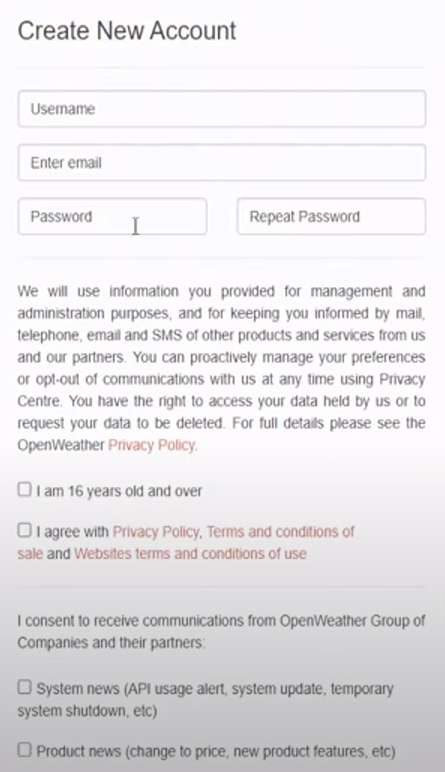 Create New Account
Username
Enter email
Password
Repeat Password
We will use information you provided for management and
administration purposes, and for keeping you informed by mail,
telephone, email and SMS of other products and services from us
and our partners. You can proactively manage your preferences
or opt-out of communications with us at any time using Privacy
Centre. You have the right to access your data held by us or to
request your data to be deleted. For full details please see the
OpenWeather Privacy Policy.
I am 16 years old and over
I agree with Privacy Policy, Terms and conditions of
sale and Websites terms and conditions of use
I consent to receive communications from OpenWeather Group of
Companies and their partners:
System news (API usage alert, system update, temporary
system shutdown, etc)
Product news (change to price, new product features, etc)